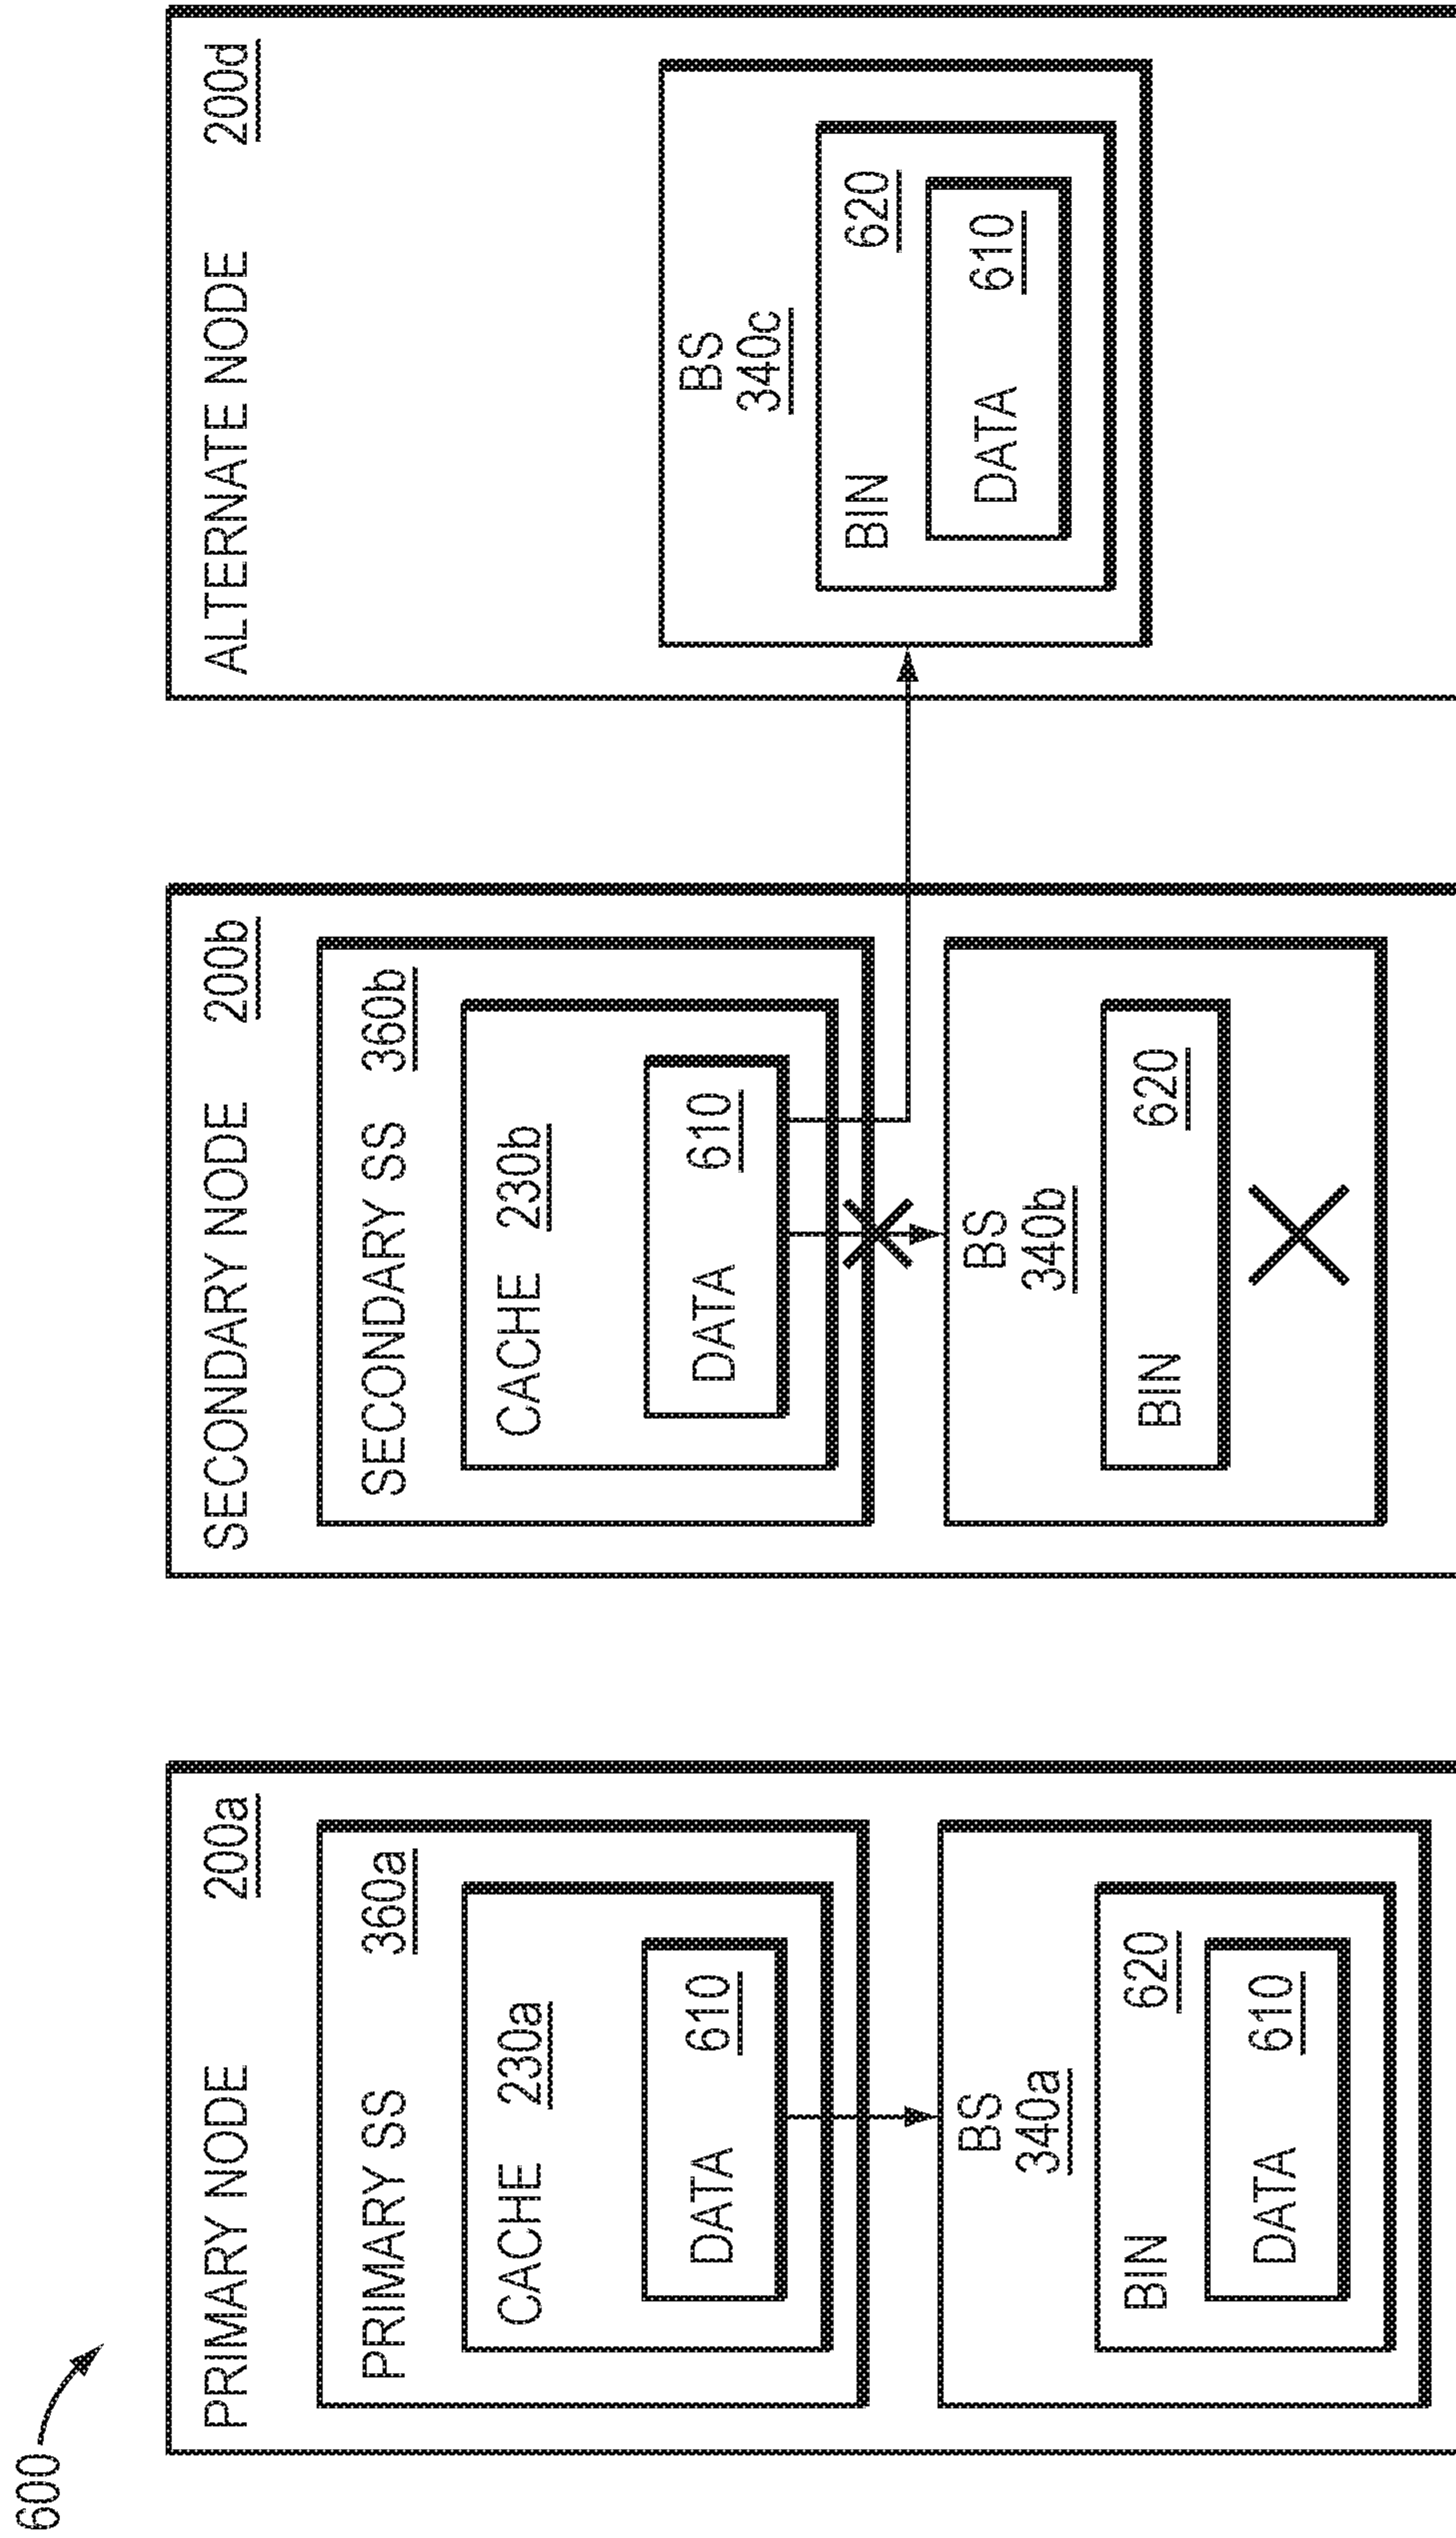 600
PRIMARY NODE 200a
PRIMARY SS 360a
CACHE 230a
DATA 610
BS
340a
BIN 620
DATA 610
SECONDARY NODE 200b
SECONDARY SS 360b
CACHE 230b
DATA 610
BS
340b
BIN 620
ALTERNATE NODE 200d
BS
340c
BIN 620
DATA 610